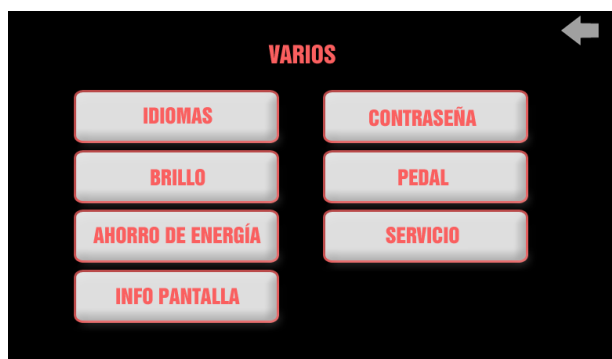 VARIOS
IDIOMAS
CONTRASEÑA
BRILLO
PEDAL
AHORRO DE ENERGÍA
SERVICIO
INFO PANTALLA